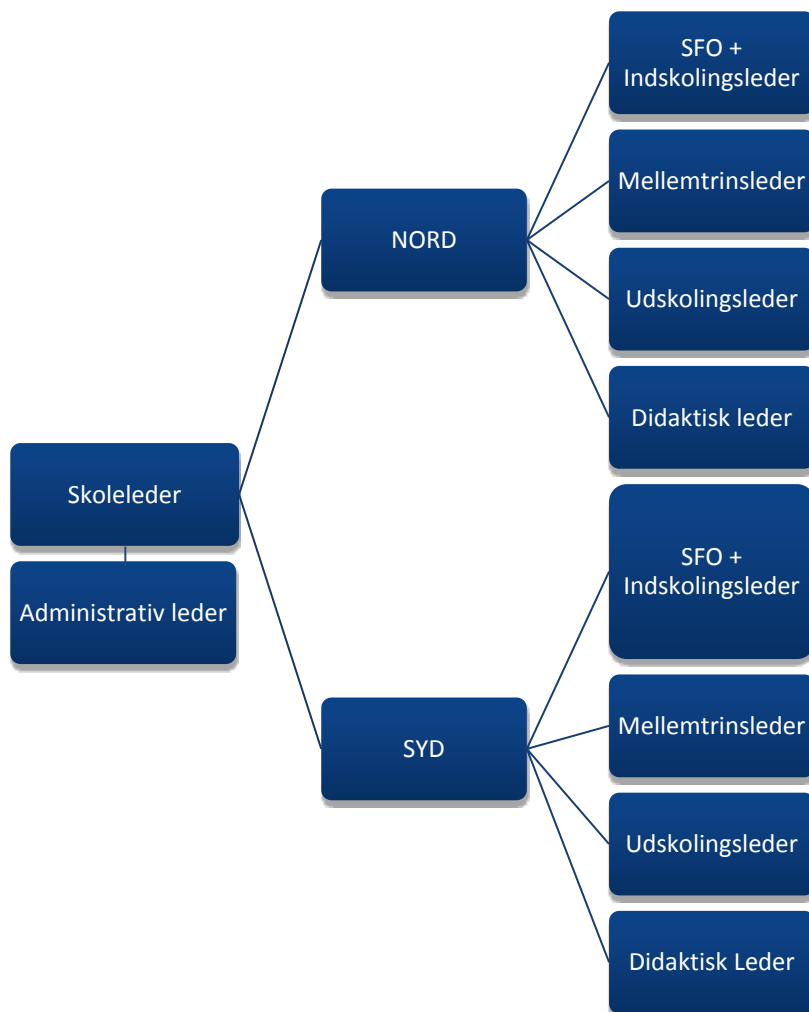 Skoleleder
Administrativ leder
NORD
SFO +
Indskolingsleder
Mellemtrinsleder
Udskolingsleder
Didaktisk leder
SYD
SFO +
Indskolingsleder
Mellemtrinsleder
Udskolingsleder
Didaktisk Leder